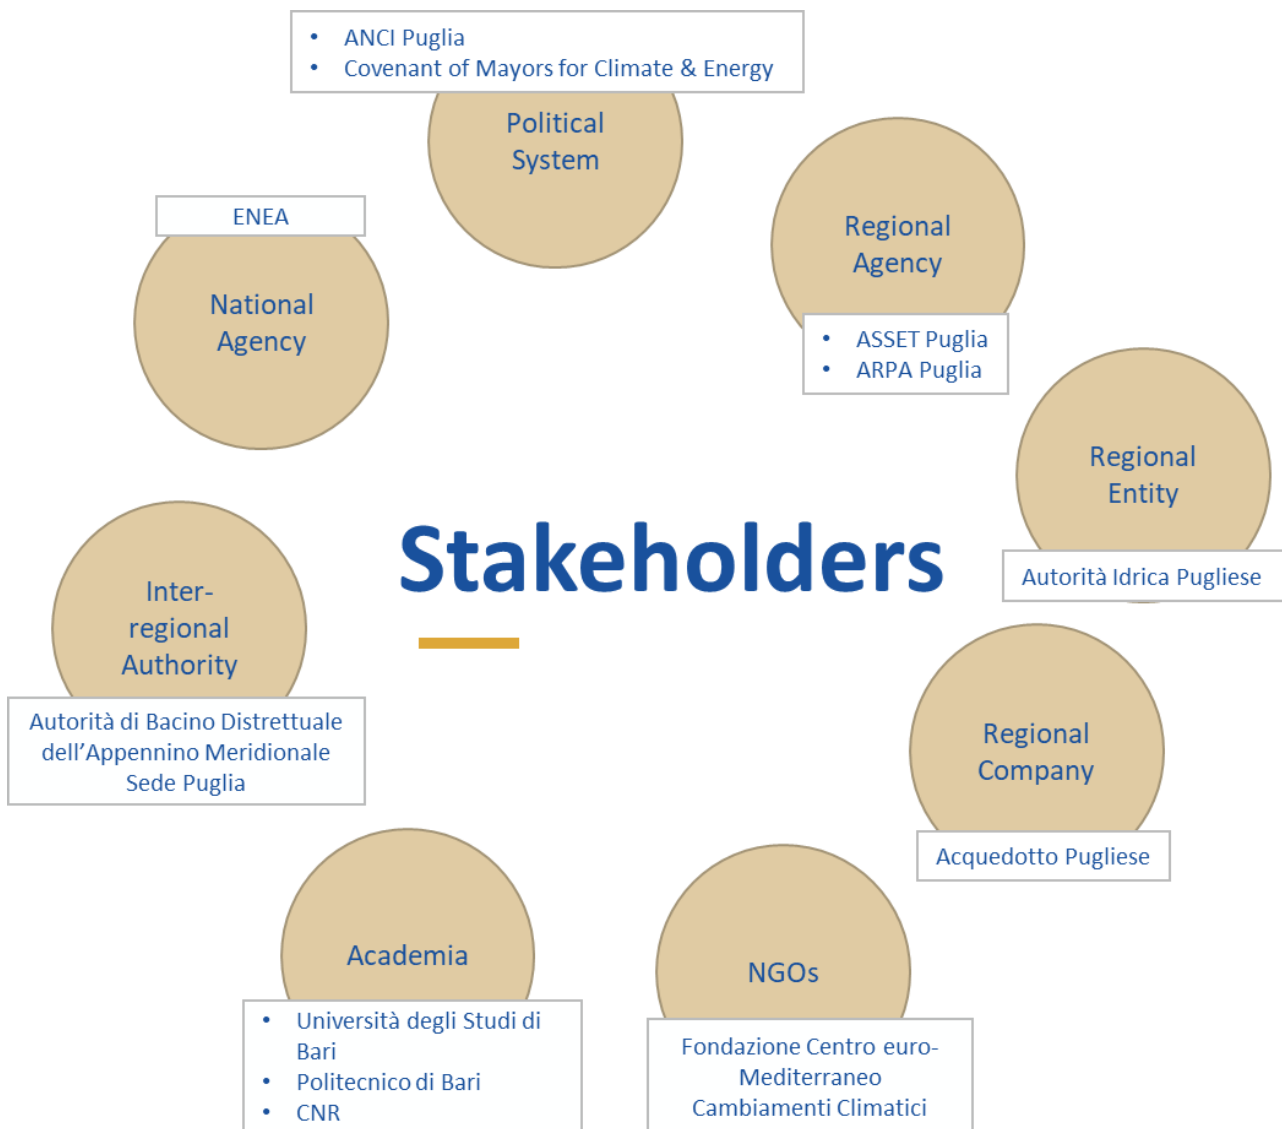 • ANCI Puglia
• Covenant of Mayors for Climate & Energy
Political
System
Regional
Agency
• ASSET Puglia
• ARPA Puglia
Regional
Entity
Autorità Idrica Pugliese
Regional
Company
Acquedotto Pugliese
NGOs
Fondazione Centro euro-
Mediterraneo
Cambiamenti Climatici
Academia
• Università degli Studi di
Bari
• Politecnico di Bari
• CNR
Inter-
regional
Authority
Autorità di Bacino Distrettuale
dell’Appennino Meridionale
Sede Puglia
ENEA
National
Agency
Stakeholders